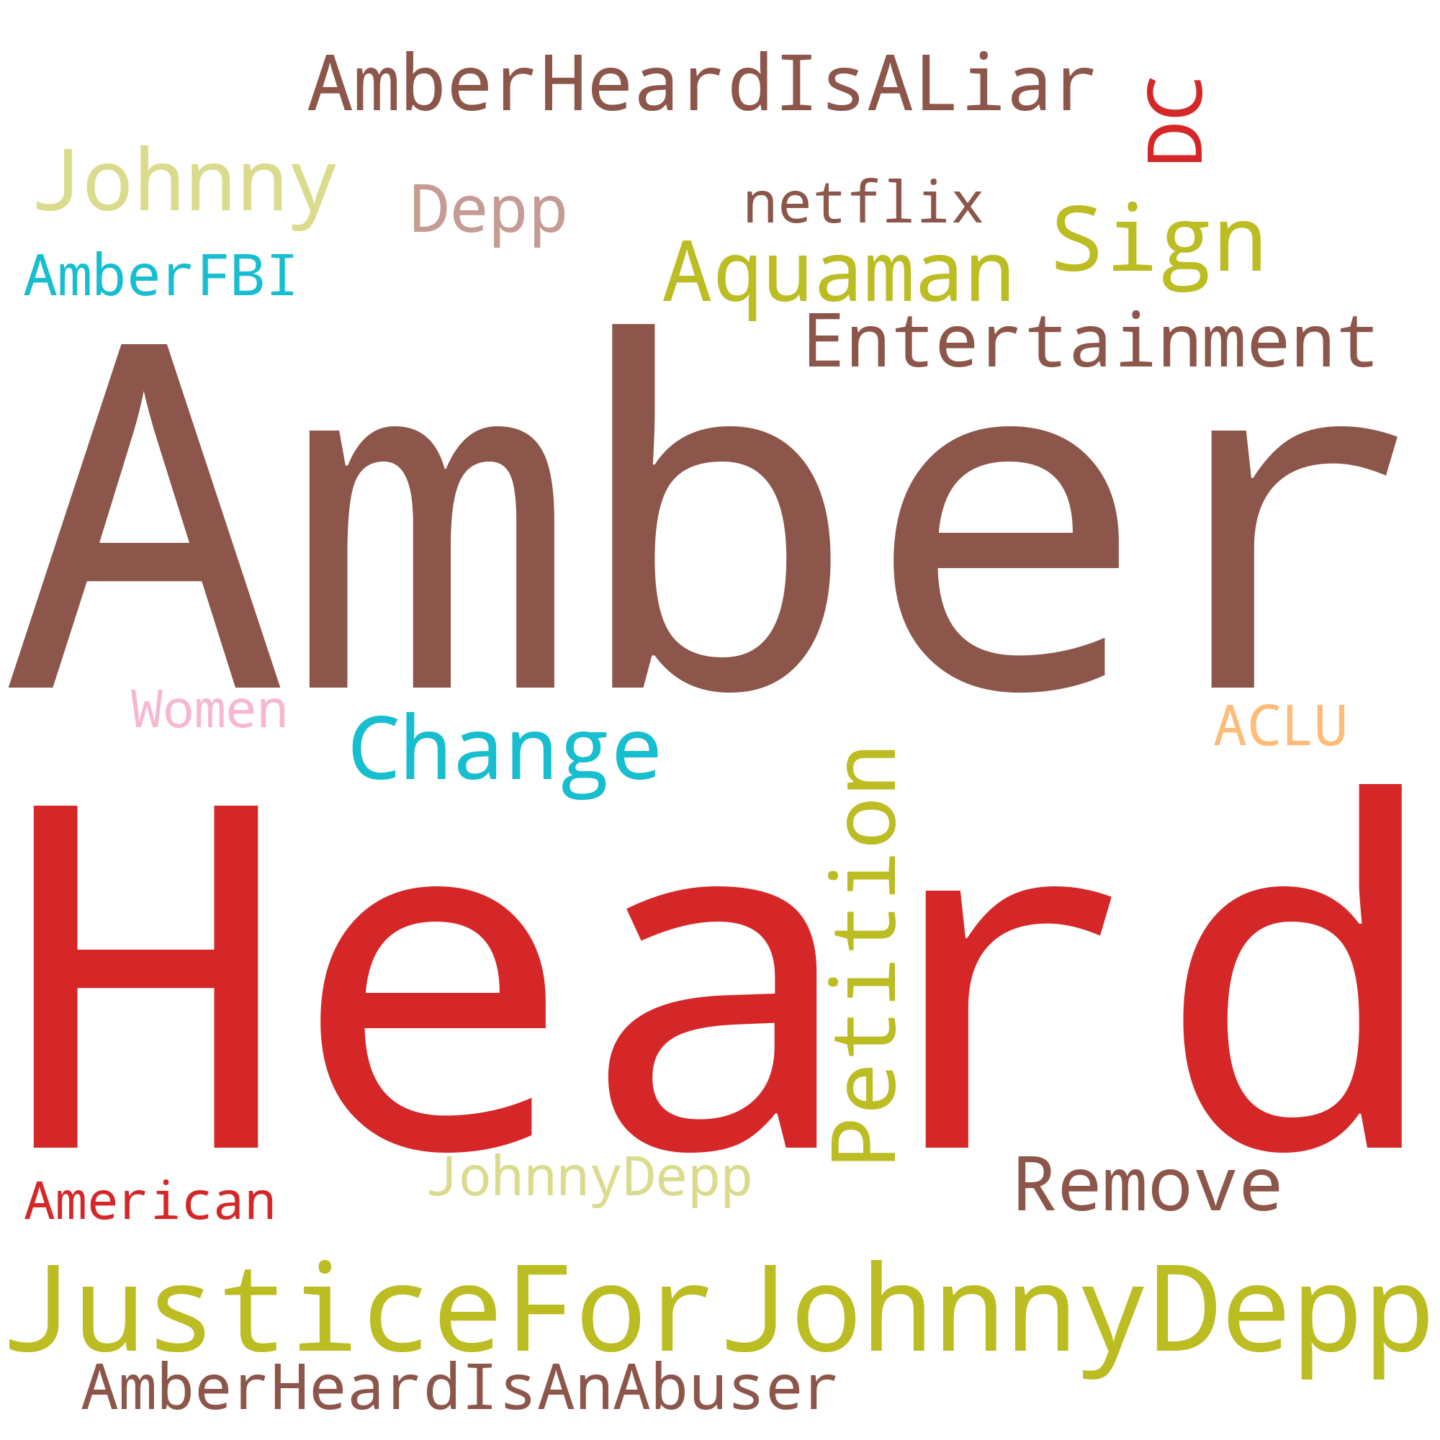 AmberHeardIsALiar
DC
Johnny
Depp
netflix
Sign
AmberFBI
Aquaman
Entertainment
Amber
Women
Change
ACLU
Petition
Heard
American
JohnnyDepp
Remove
JusticeForJohnnyDepp
AmberHeardIsAnAbuser